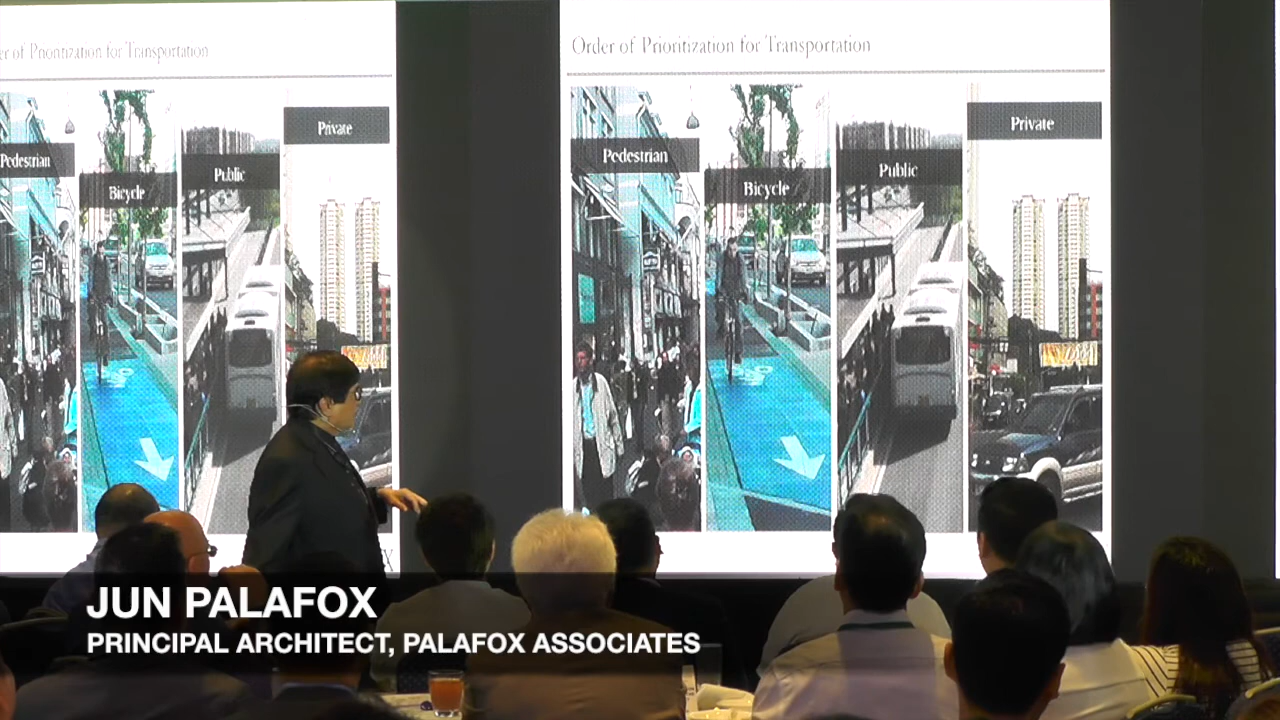 er of Prioritization for Transportation
Pedestrian
Bicycle
Public
Private
Order of Prioritization for Transportation
Pedestrian
Bicycle
Public
Private
JUN PALAFOX
PRINCIPAL ARCHITECT, PALAFOX ASSOCIATES